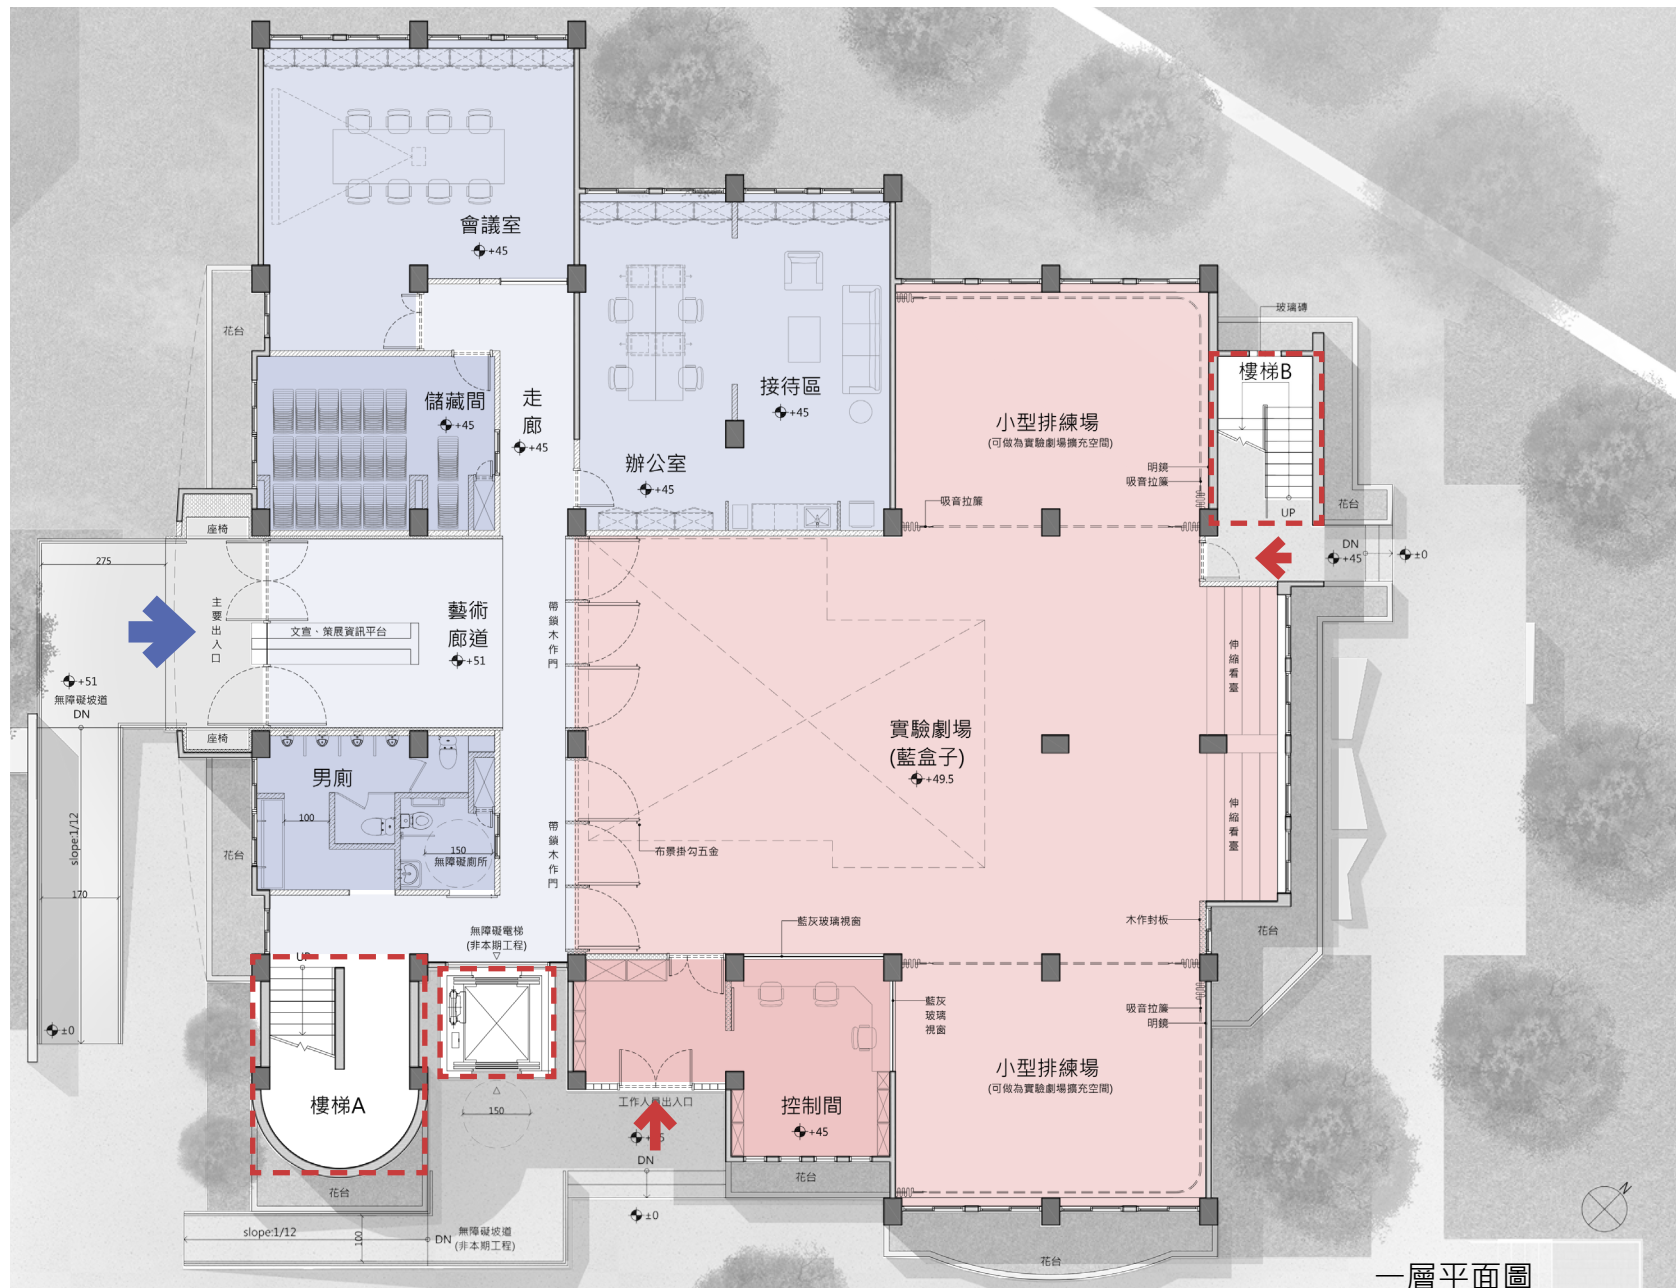 會議室
+45
花台
儲藏間
+45
走廊
+45
辦公室
+45
接待區
+45
小型排練場
(可做為實驗劇場擴充空間)
明鏡
吸音拉簾
吸音拉簾
玻璃磚
樓梯B
UP
花台
DN
+45
±0
座椅
275
主要出入口
藝術
廊道
+51
文宣、策展資訊平台
帶鎖木作門
+51
無障礙坡道
DN
座椅
男廁
100
150
無障礙廁所
花台
slope:1/12
170
±0
帶鎖木作門
布景掛勾五金
實驗劇場
(藍盒子)
+49.5
伸縮看臺
伸縮看臺
木作封板
花台
藍灰玻璃視窗
無障礙電梯
(非本期工程)
UP
樓梯A
花台
150
工作人員出入口
DN
±0
控制間
+45
花台
藍灰
玻璃
視窗
吸音拉簾
明鏡
小型排練場
(可做為實驗劇場擴充空間)
花台
slope:1/12
100
DN
無障礙坡道
(非本期工程)
N
一層平面圖